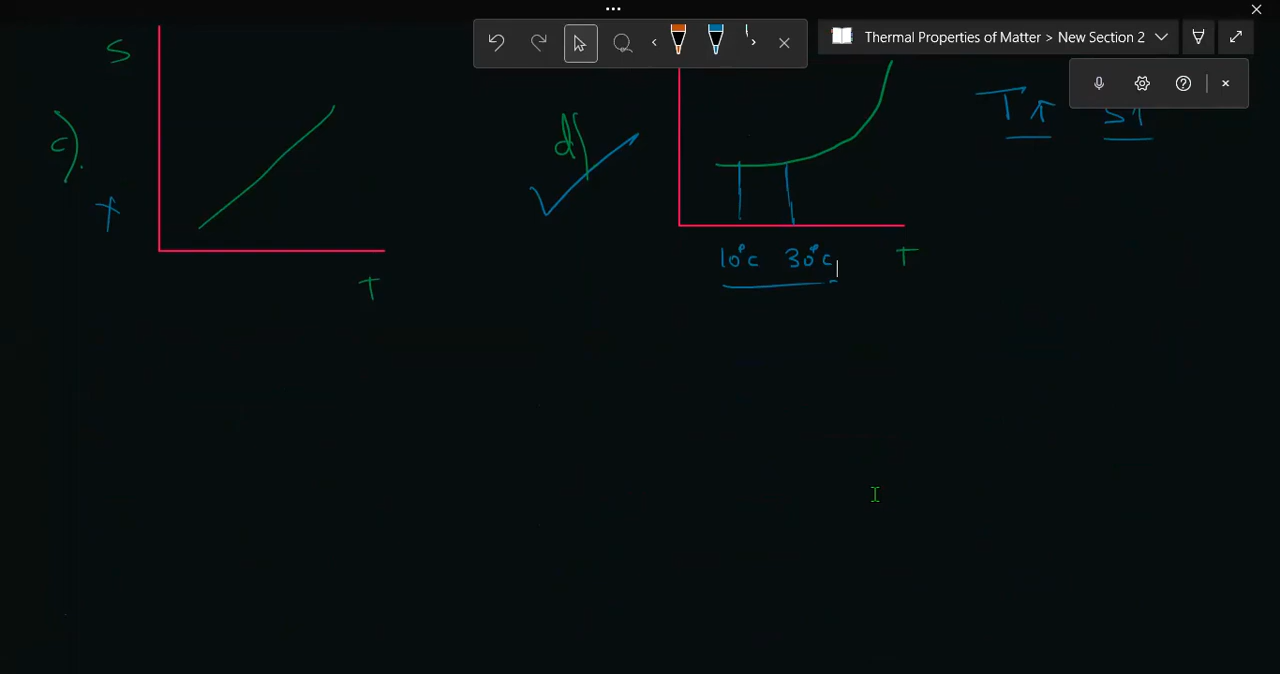 Thermal Properties of Matter > New Section 2
S
T↑ S↑
c).
d)
10°C 30°C
T
T